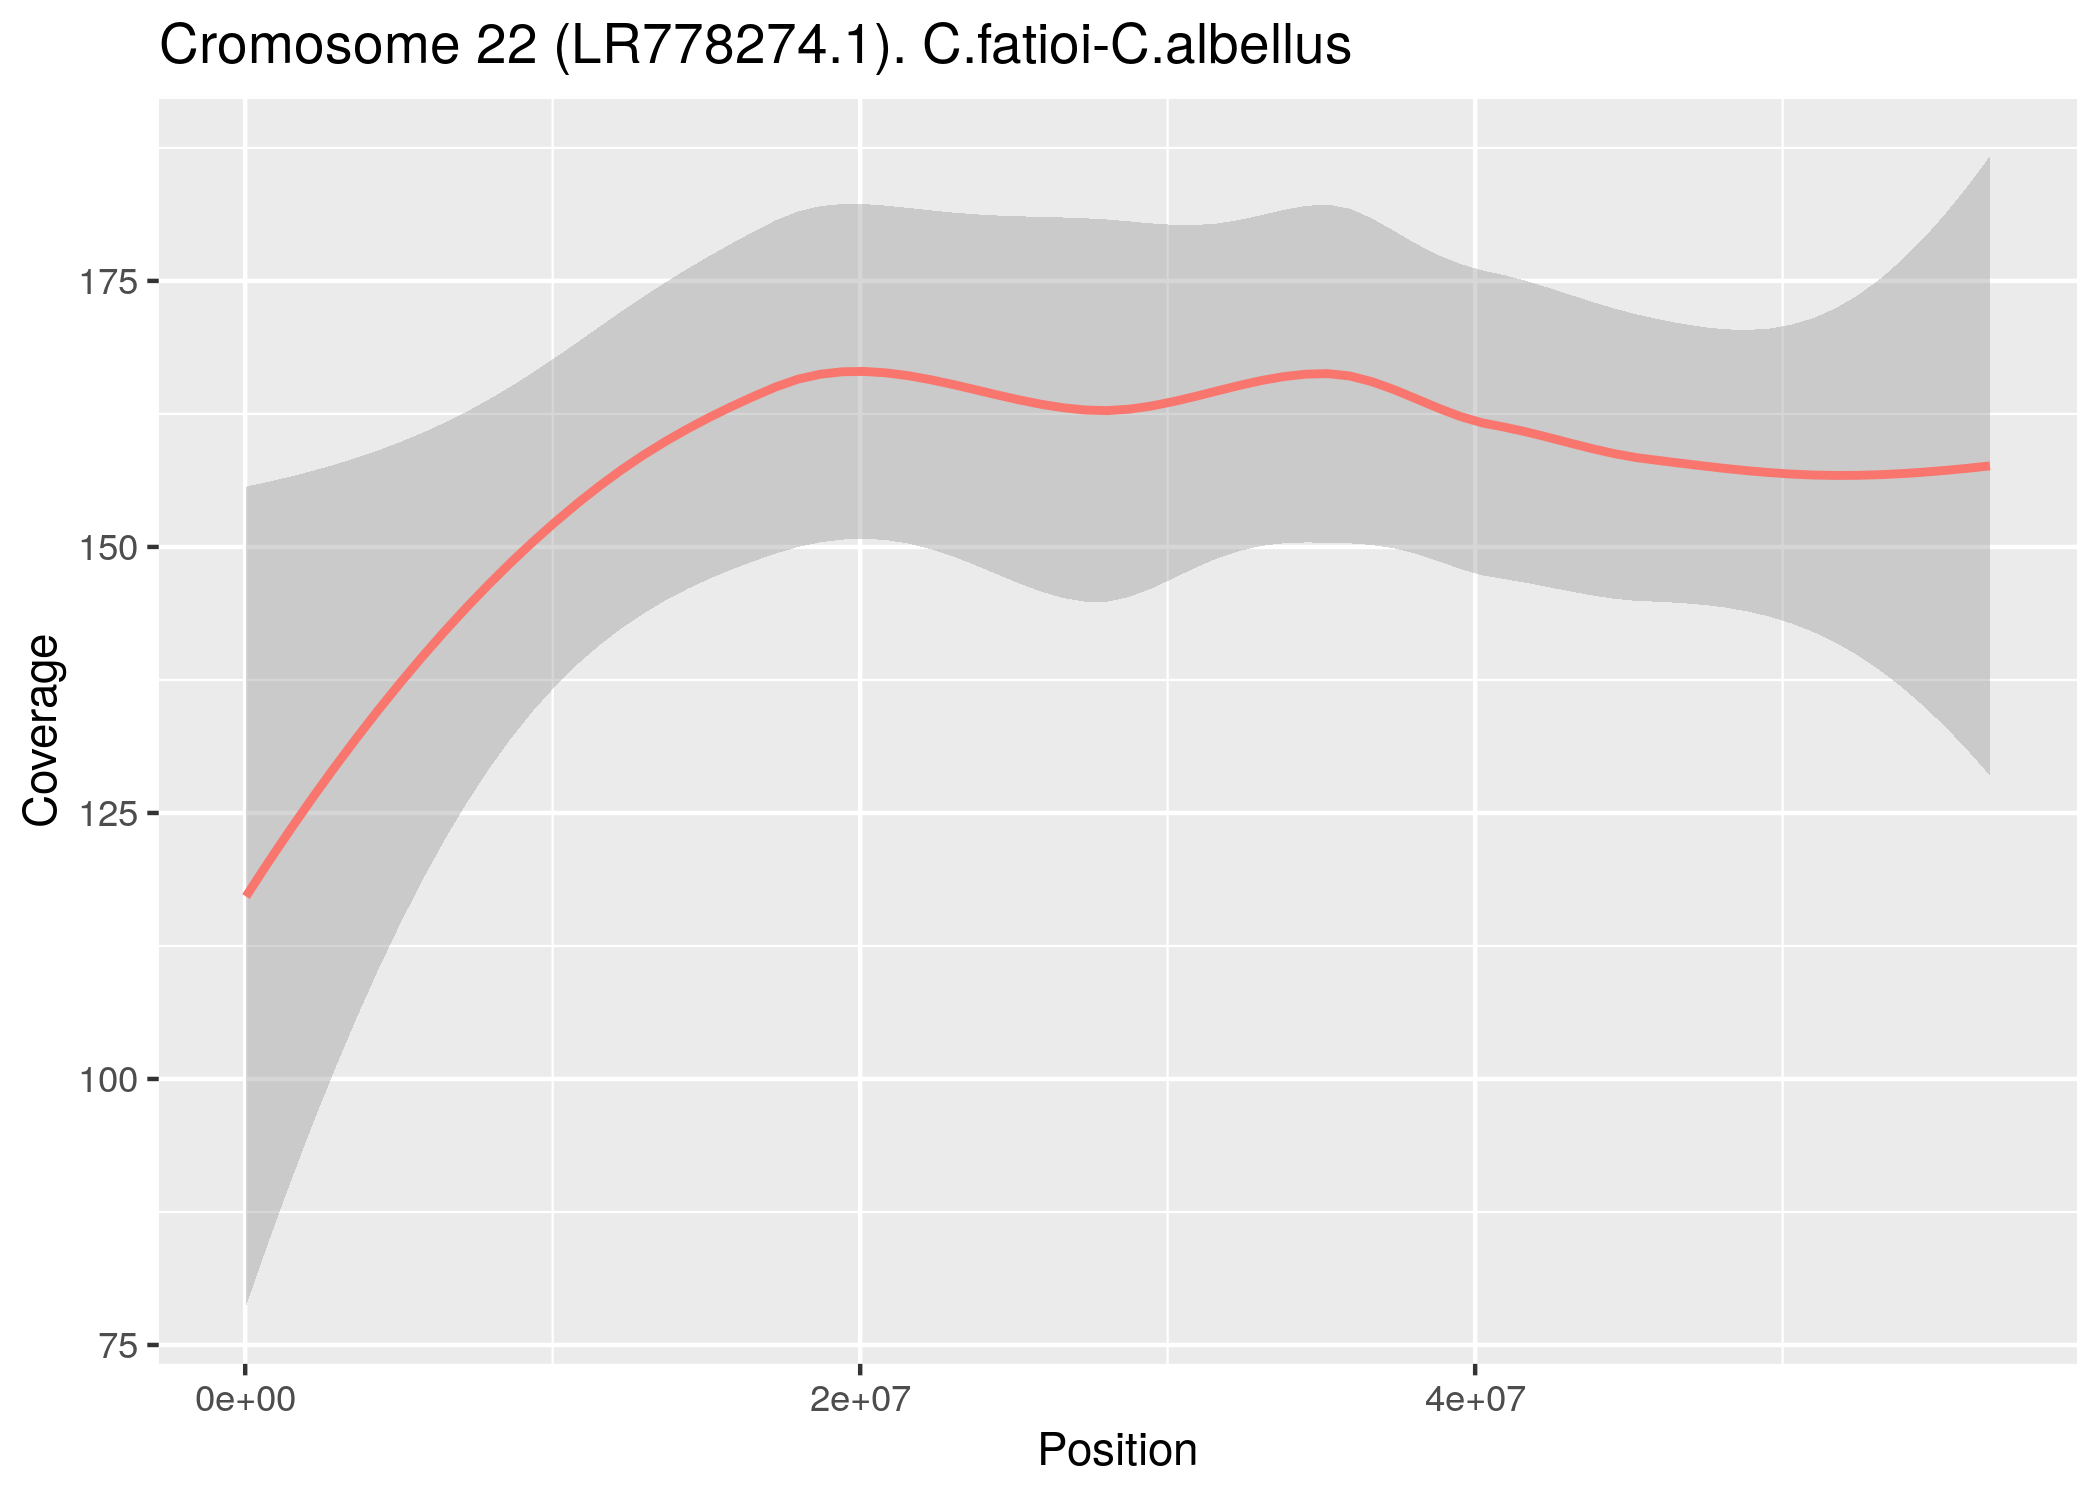 Cromosome 22 (LR778274.1). C.fatioi-C.albellus
175
150
125
100
75
Coverage
0e+00 2e+07 4e+07
Position